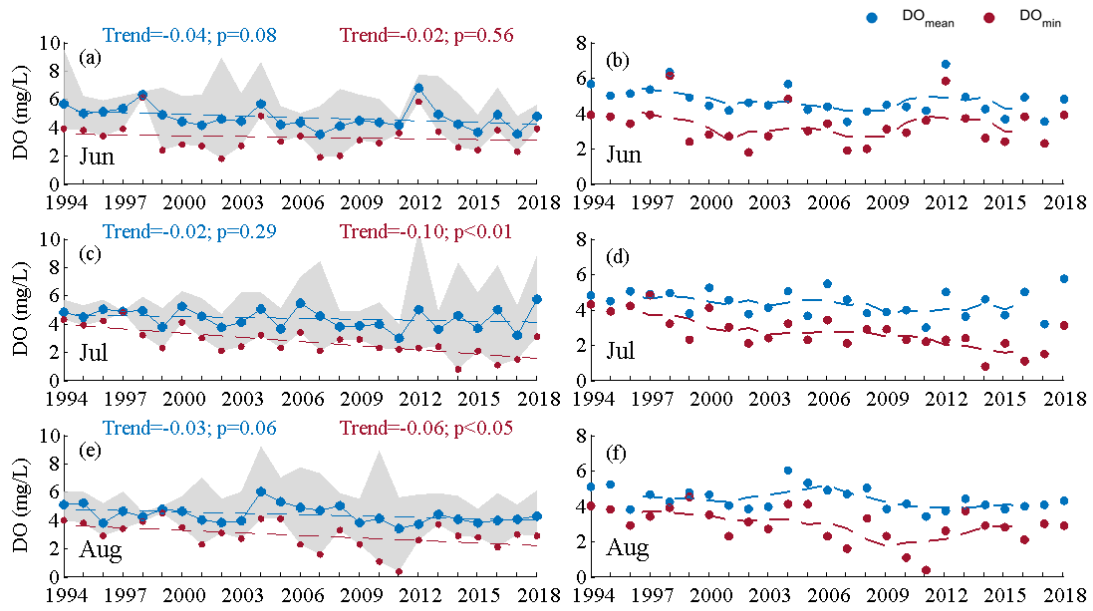 DOmean DOmin
Trend=-0.04; p=0.08 Trend=-0.02; p=0.56
10 8 6 4 2 0
DO (mg/L)
(a)
Jun
1994 1997 2000 2003 2006 2009 2012 2015 2018
8 6 4 2 0
(b)
Jun
1994 1997 2000 2003 2006 2009 2012 2015 2018
Trend=-0.02; p=0.29 Trend=-0.10; p<0.01
10 8 6 4 2 0
DO (mg/L)
(c)
Jul
1994 1997 2000 2003 2006 2009 2012 2015 2018
8 6 4 2 0
(d)
Jul
1994 1997 2000 2003 2006 2009 2012 2015 2018
Trend=-0.03; p=0.06 Trend=-0.06; p<0.05
10 8 6 4 2 0
DO (mg/L)
(e)
Aug
1994 1997 2000 2003 2006 2009 2012 2015 2018
8 6 4 2 0
(f)
Aug
1994 1997 2000 2003 2006 2009 2012 2015 2018